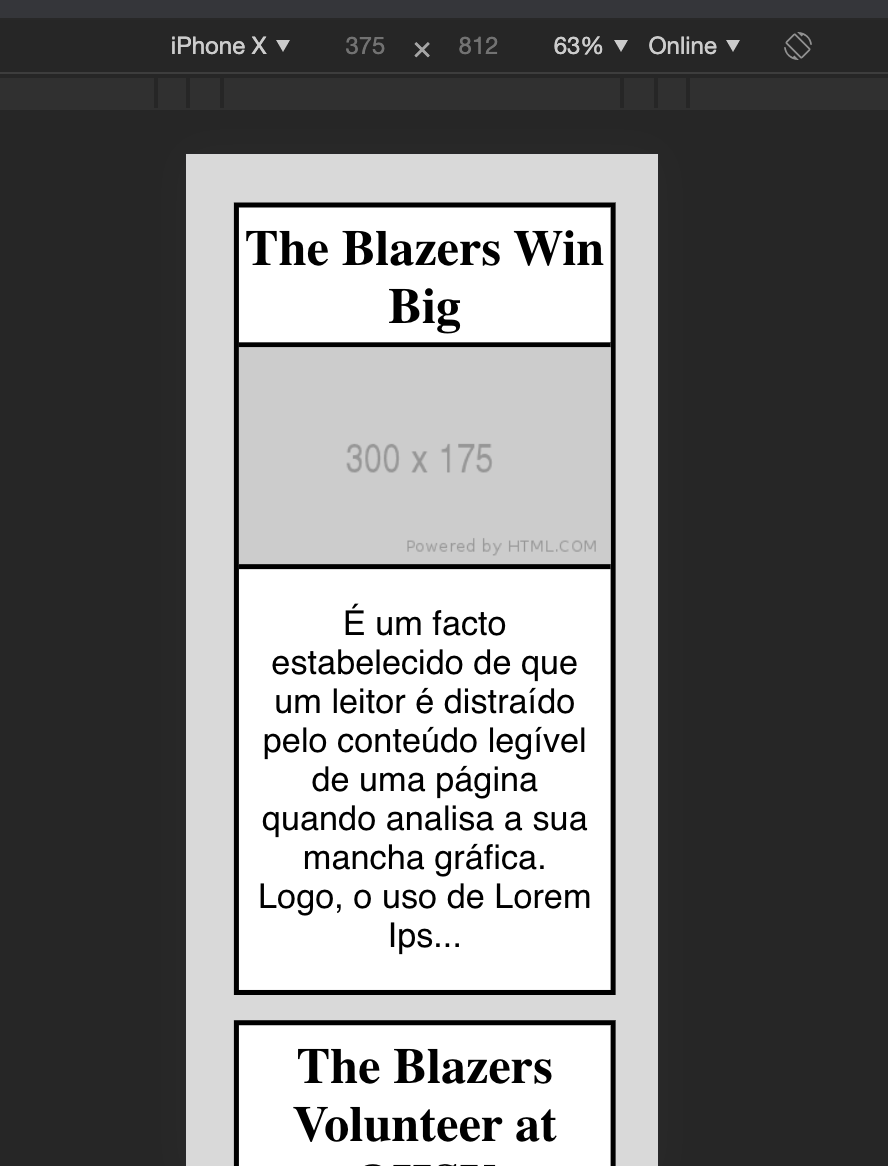 iPhone X ▼ 375 × 812 63% ▼ Online ▼
The Blazers Win
Big
300 x 175
Powered by HTML.COM
É um facto
estabelecido de que
um leitor é distraído
pelo conteúdo legível
de uma página
quando analisa a sua
mancha gráfica.
Logo, o uso de Lorem
Ips...
The Blazers
Volunteer at